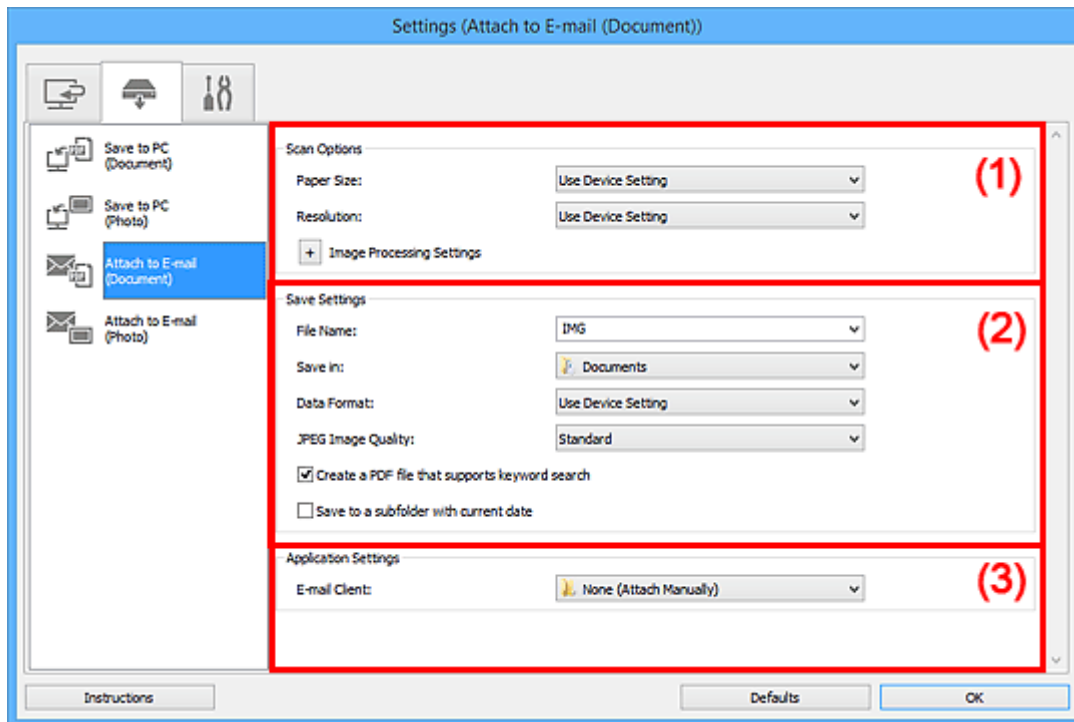 Settings (Attach to E-mail (Document))
Save to PC
(Document)
Save to PC
(Photo)
Attach to E-mail
(Document)
Attach to E-mail
(Photo)
Scan Options
(1)
Paper Size: Use Device Setting
Resolution: Use Device Setting
+ Image Processing Settings
Save Settings
(2)
File Name: IMG
Save in: Documents
Data Format: Use Device Setting
JPEG Image Quality: Standard
Create a PDF file that supports keyword search
Save to a subfolder with current date
Application Settings
(3)
E-mail Client: None (Attach Manually)
Instructions Defaults OK